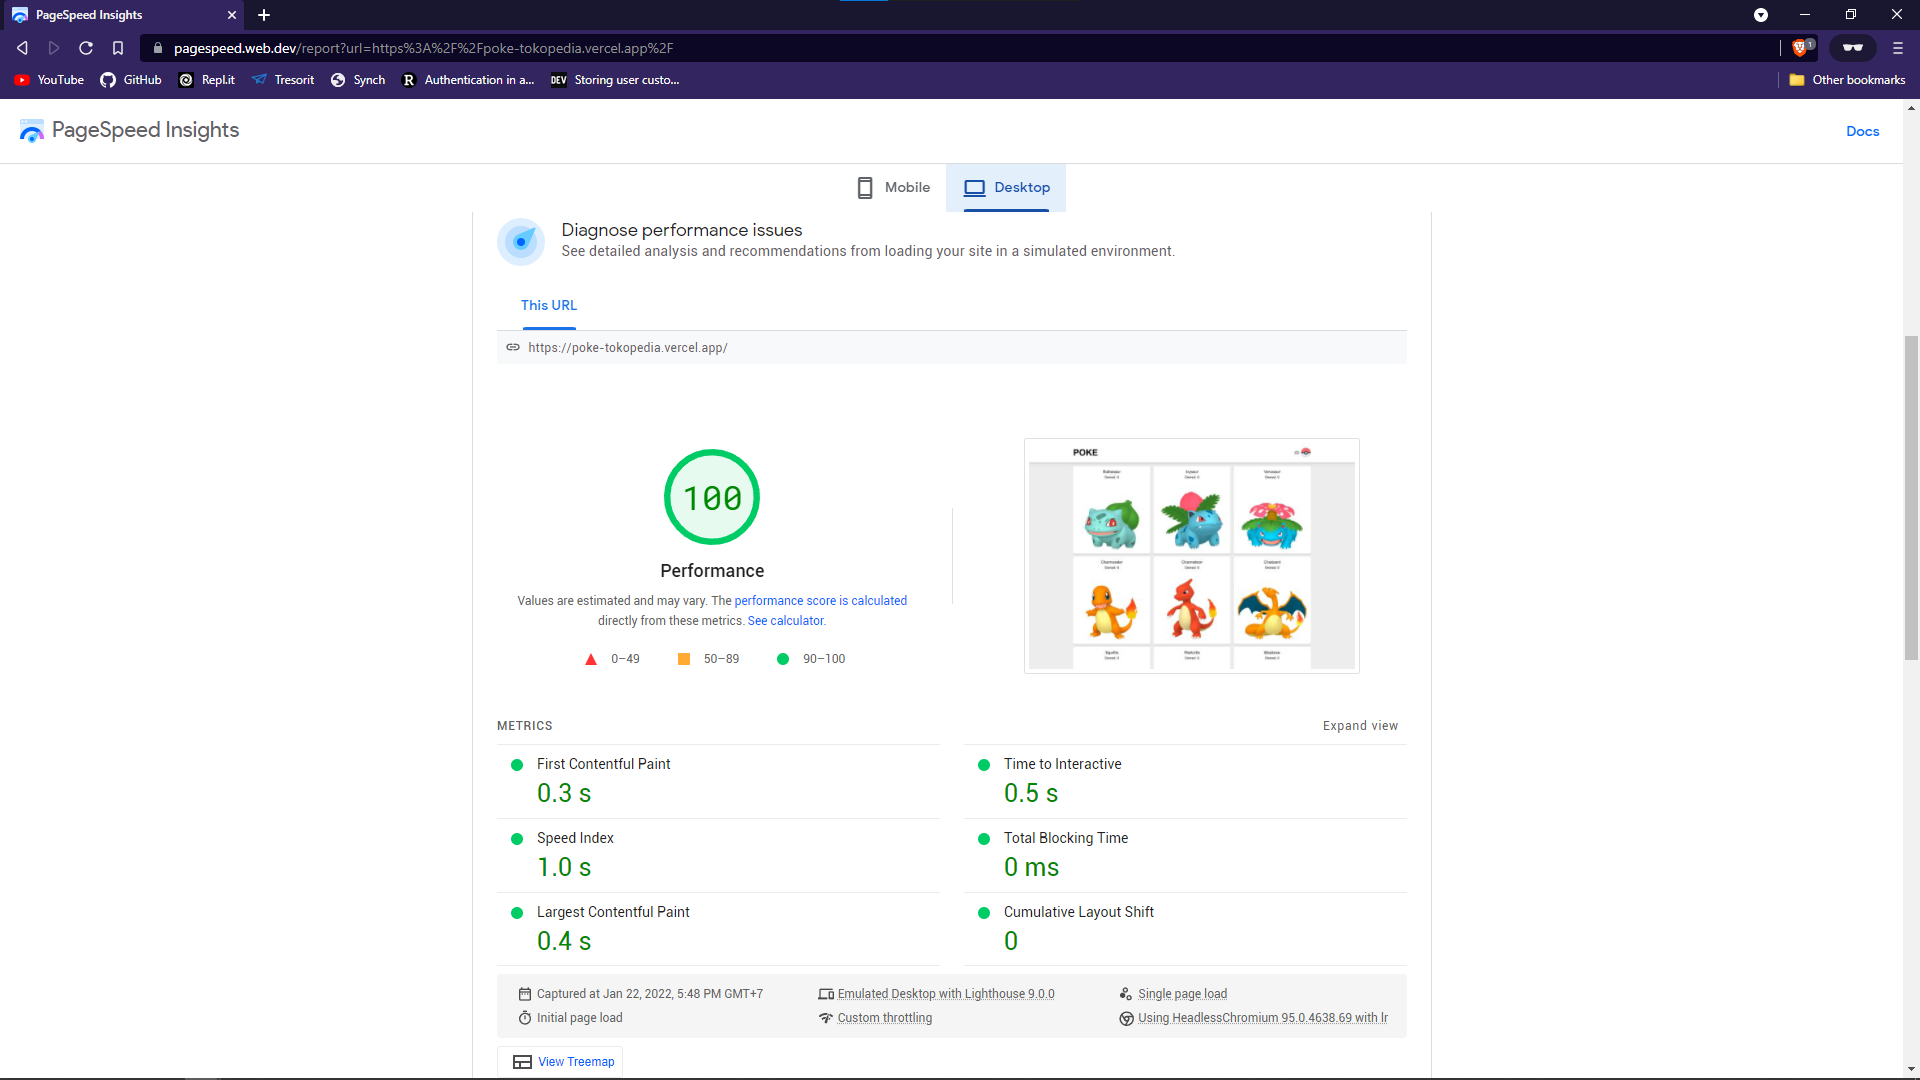 PageSpeed Insights
pagespeed.web.dev/report?url=https%3A%2F%2Fpoke-tokopedia.vercel.app%2F
1
YouTube GitHub Repl.it Tresorit Synch R Authentication in a... DEV Storing user custo... Other bookmarks
PageSpeed Insights Docs
Mobile Desktop
Diagnose performance issues
See detailed analysis and recommendations from loading your site in a simulated environment.
This URL
https://poke-tokopedia.vercel.app/
100
Performance
Values are estimated and may vary. The performance score is calculated
directly from these metrics. See calculator.
0–49 50–89 90–100
POKE
METRICS Expand view
First Contentful Paint
0.3 s
Time to Interactive
0.5 s
Speed Index
1.0 s
Total Blocking Time
0 ms
Largest Contentful Paint
0.4 s
Cumulative Layout Shift
0
Captured at Jan 22, 2022, 5:48 PM GMT+7 Emulated Desktop with Lighthouse 9.0.0 Single page load
Initial page load Custom throttling Using HeadlessChromium 95.0.4638.69 with lr
View Treemap